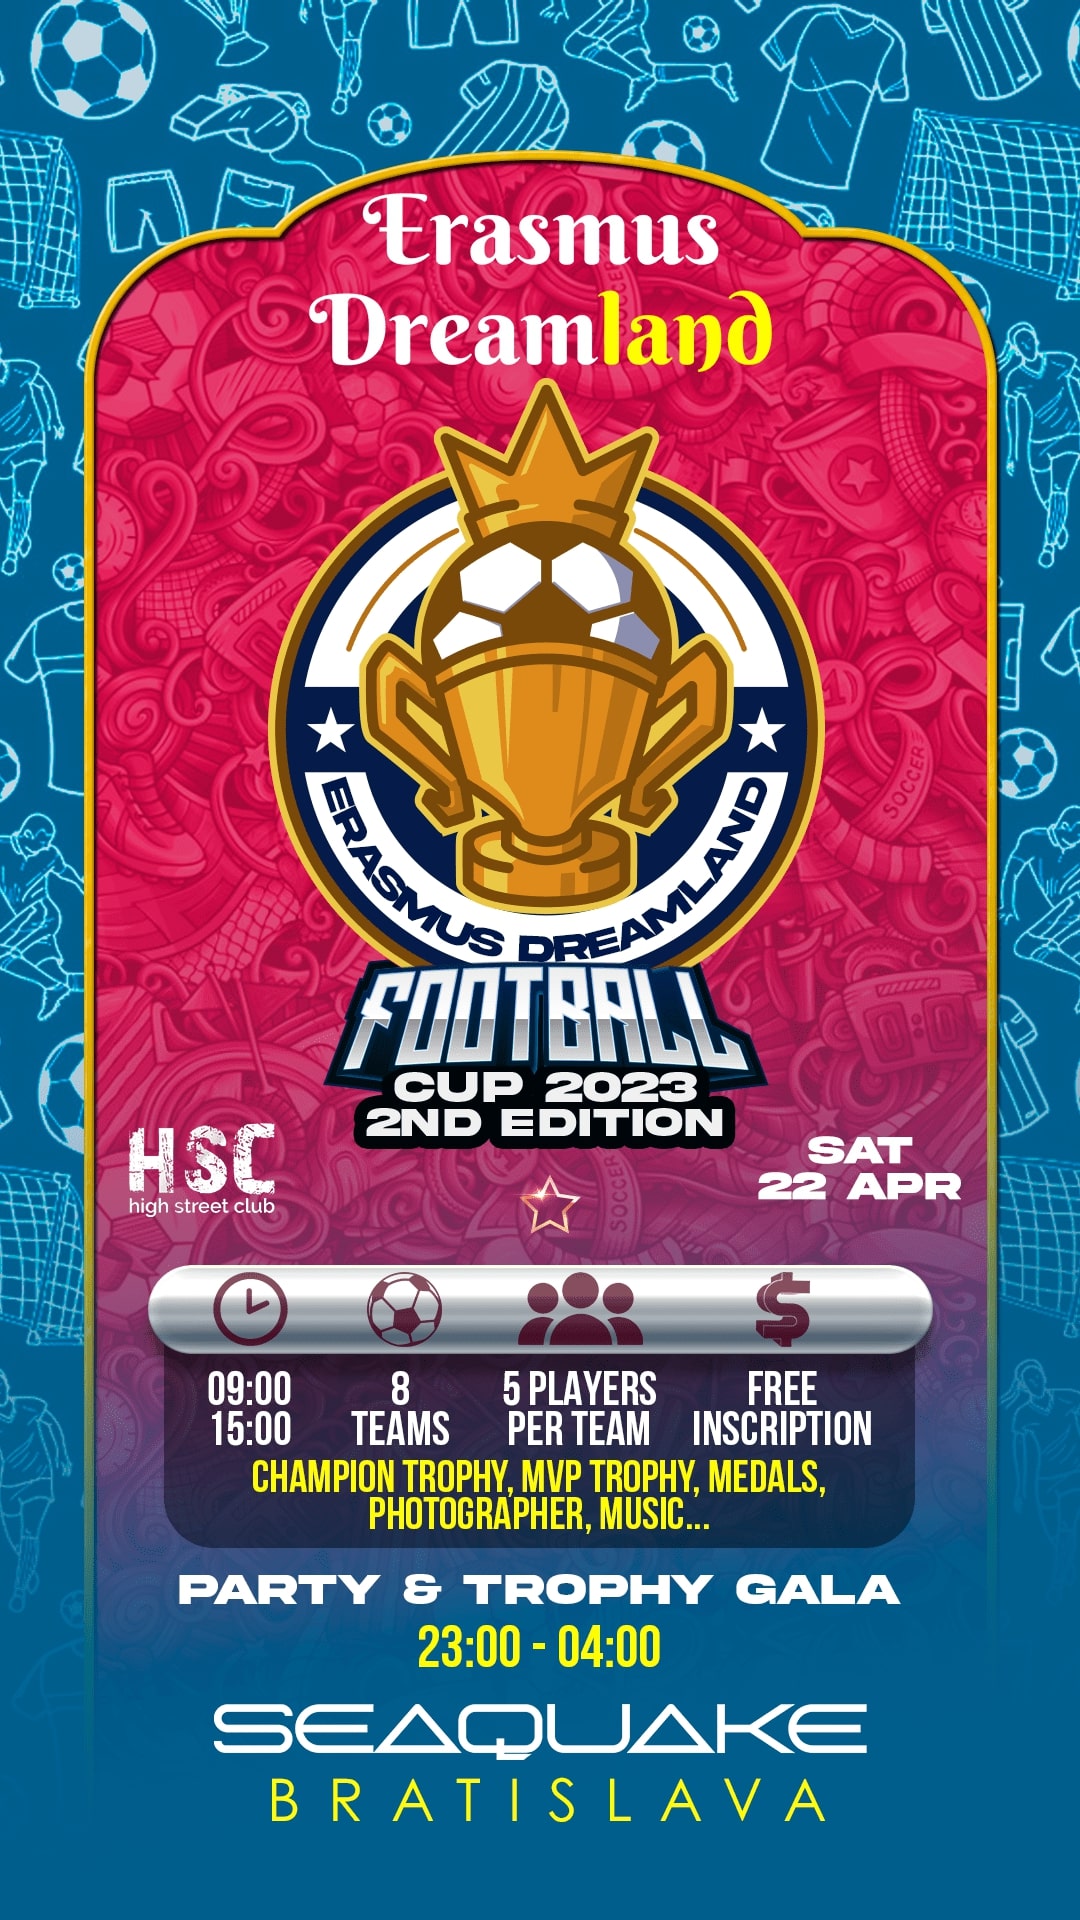 Erasmus
Dreamland
ERASMUS DREAMLAND
FOOTBALL
CUP 2023
2ND EDITION
HSC
high street club
SAT
22 APR
SOCCER
SOCCER
09:00
15:00
8
TEAMS
5 PLAYERS
PER TEAM
FREE
INSCRIPTION
CHAMPION TROPHY, MVP TROPHY, MEDALS,
PHOTOGRAPHER, MUSIC...
PARTY & TROPHY GALA
23:00 - 04:00
SEAQUAKE
BRATISLAVA